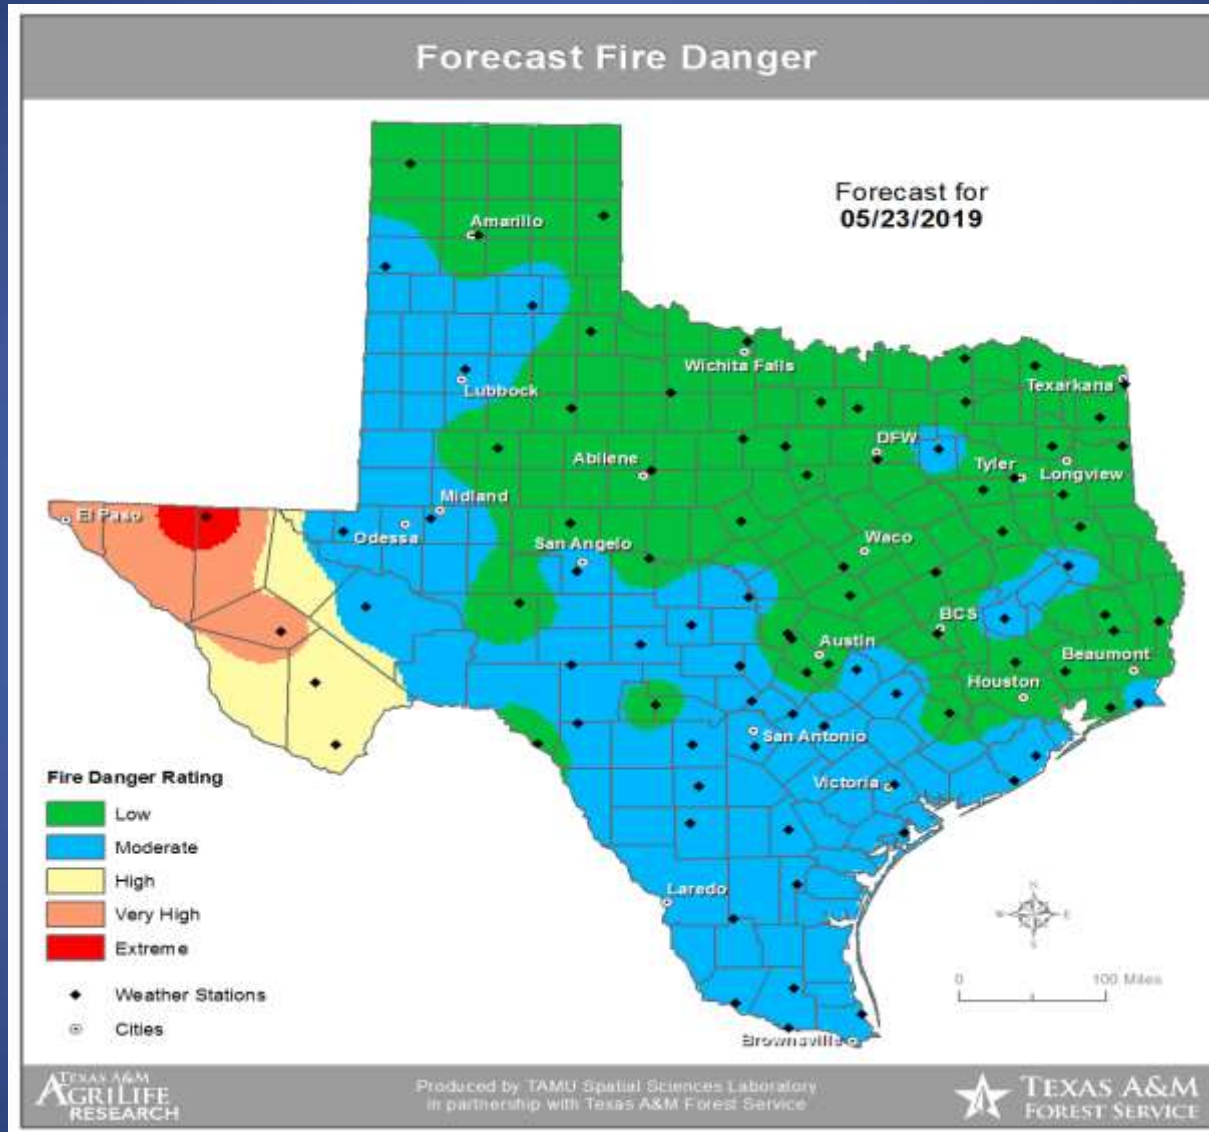 Forecast Fire Danger
Forecast for
05/23/2019
Amarillo
Wichita Falls
Texarkana
Lubbock
DFW
Abilene
Tyler
Longview
Midland
El Paso
Odessa
San Angelo
Waco
BCS
Austin
Beaumont
Houston
San Antonio
Victoria
Fire Danger Rating
Low
Moderate
High
Very High
Extreme
Weather Stations
Cities
Laredo
N
W E
S
0 100 Miles
Brownsville
TEXAS A&M
AGRILIFE
RESEARCH
Produced by TAMU Spatial Sciences Laboratory
in partnership with Texas A&M Forest Service
TEXAS A&M
FOREST SERVICE